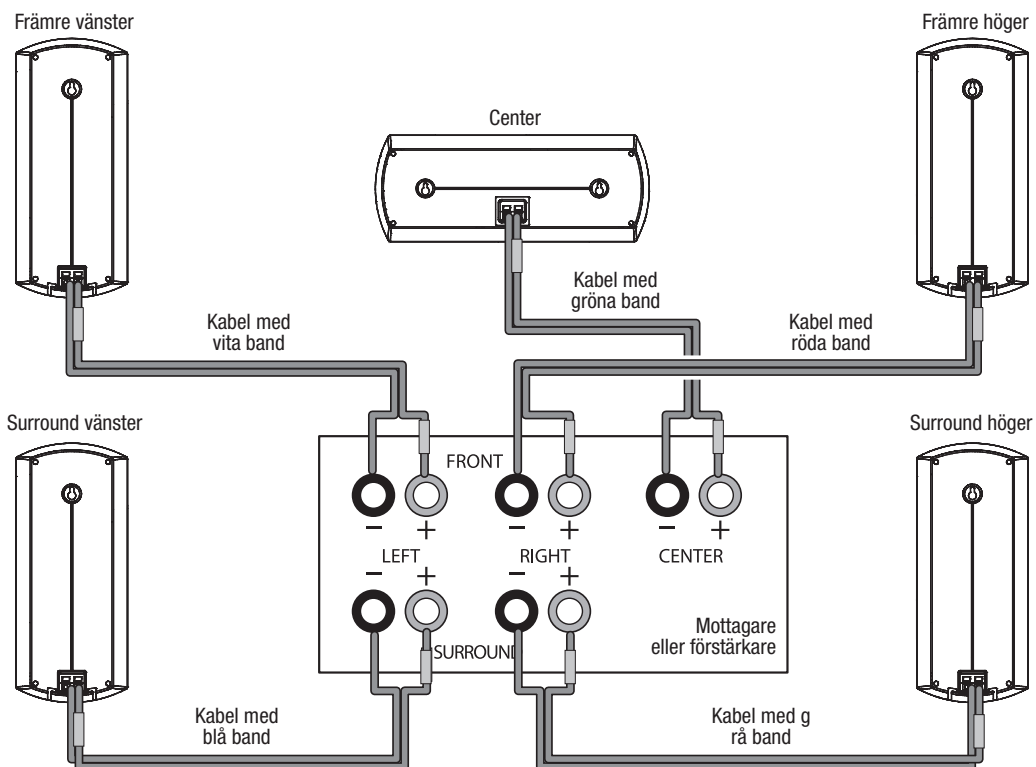 Främre vänster
Främre höger
Center
Kabel med
gröna band
Kabel med
vita band
Kabel med
röda band
Surround vänster
Surround höger
FRONT
− + − + − +
LEFT
RIGHT
CENTER
− + − +
Mottagare
eller förstärkare
SURROUND
Kabel med
blå band
Kabel med g
rå band